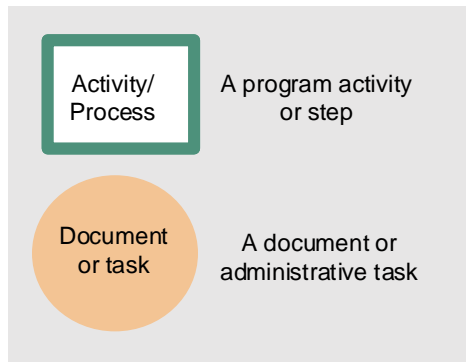 Activity/
Process
A program activity
or step
Document
or task
A document or
administrative task